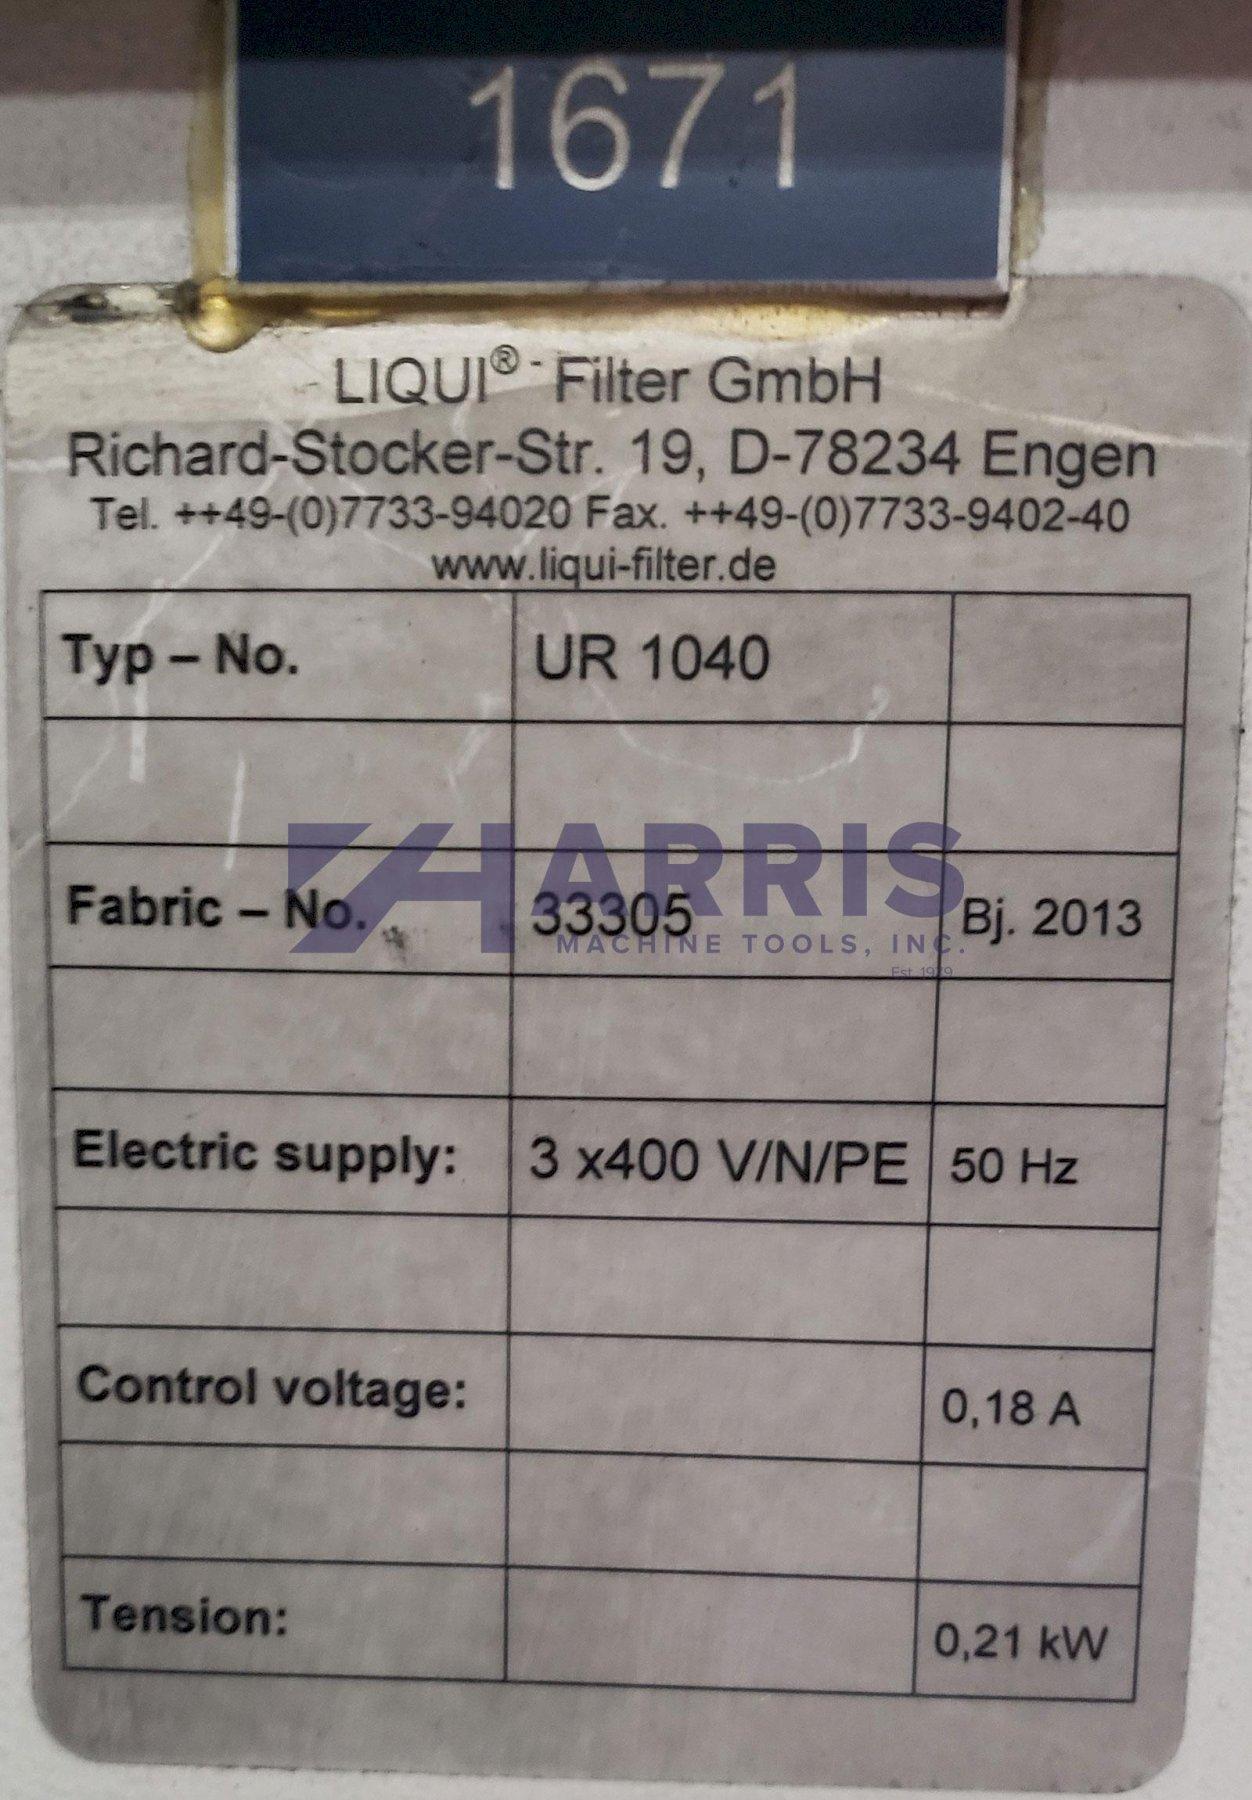 1671
LIQUI® - Filter GmbH
Richard-Stocker-Str. 19, D-78234 Engen
Tel. ++49-(0)7733-94020 Fax. ++49-(0)7733-9402-40
www.liqui-filter.de
Typ – No. UR 1040
HARRIS
Fabric – No. 33305 Bj. 2013
MACHINE TOOLS, INC.
Est. 1979
Electric supply: 3 x400 V/N/PE 50 Hz
Control voltage: 0,18 A
Tension: 0,21 kW